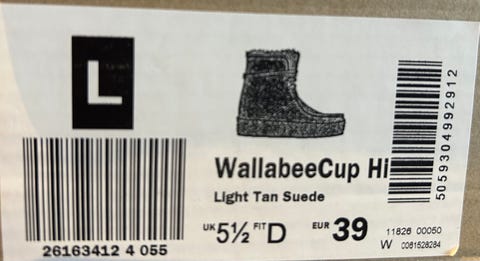 L
WallabeeCup Hi
Light Tan Suede
UK 5½ FIT D EUR 39
26163412 4 055
5059304992912
11826 00050
W 0081528284